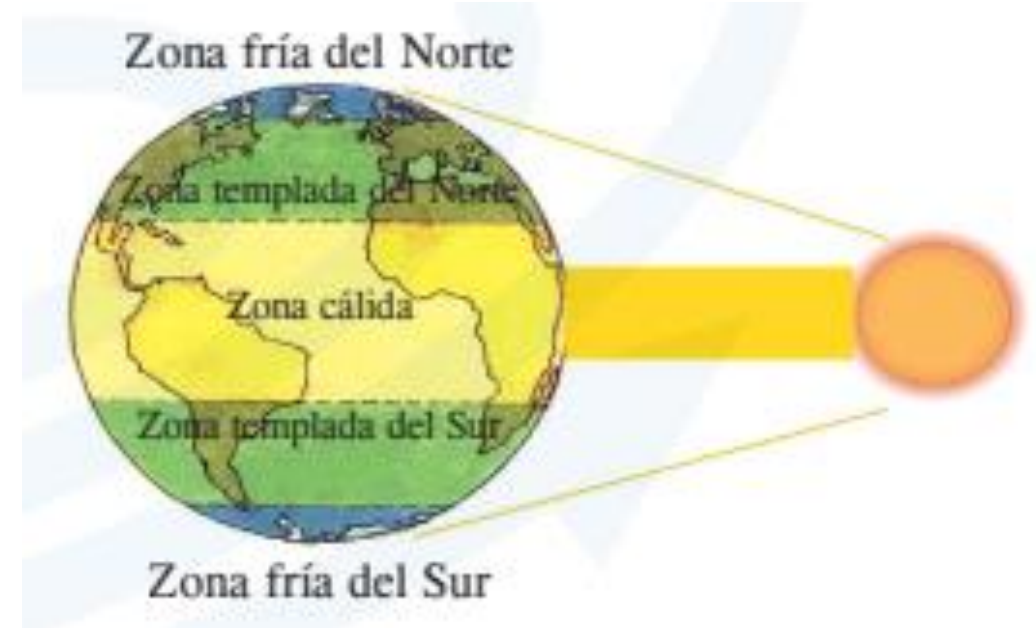 Zona fría del Norte
Zona templada del Norte
Zona cálida
Zona templada del Sur
Zona fría del Sur